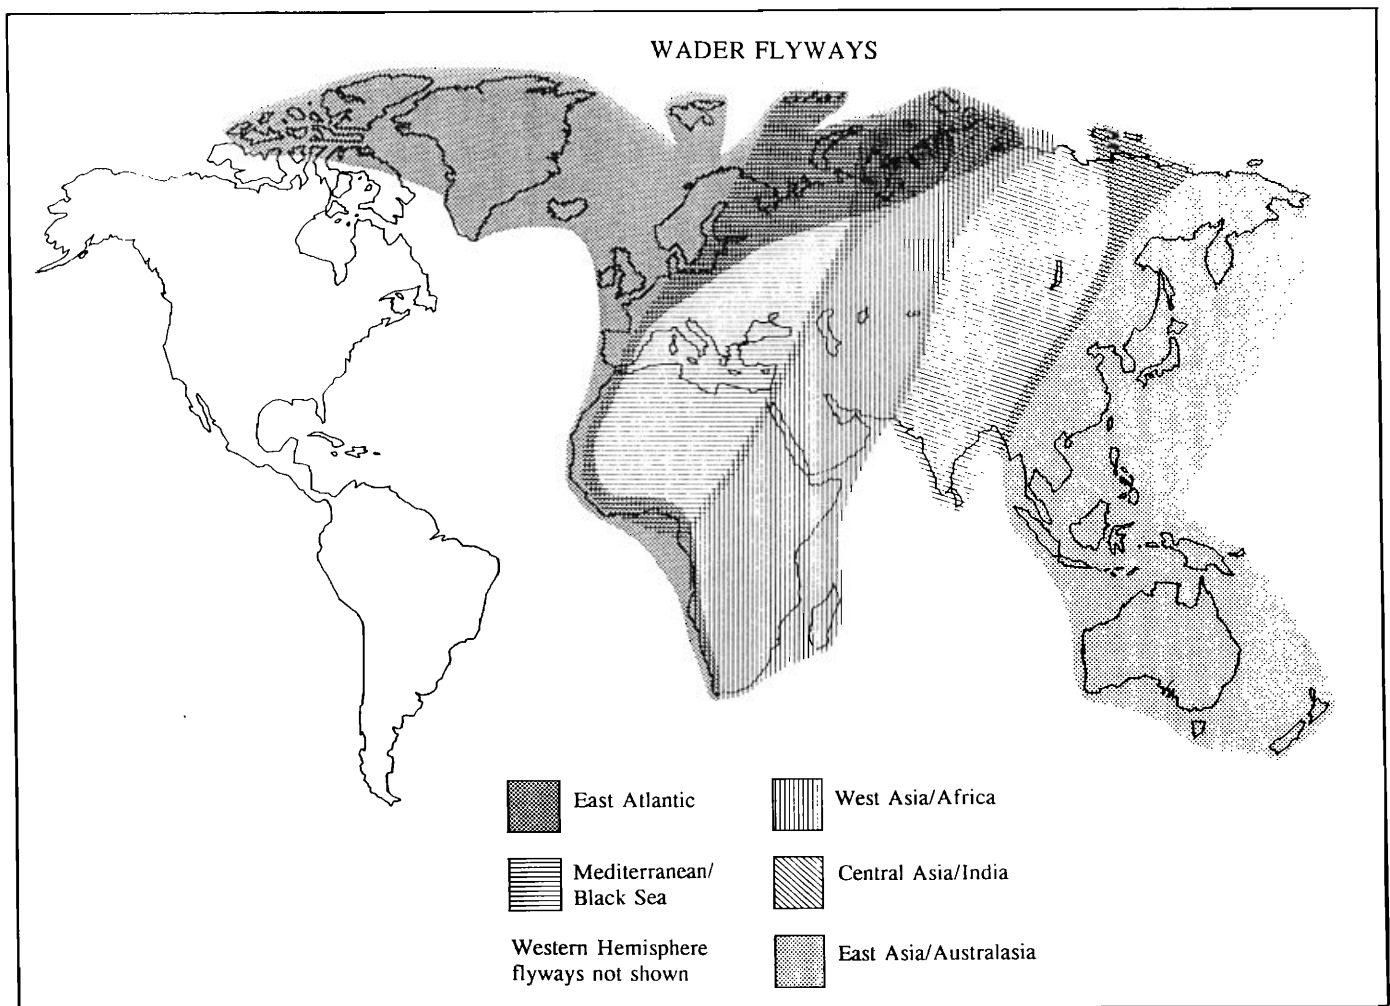 WADER FLYWAYS
East Atlantic
West Asia/Africa
Mediterranean/
Black Sea
Central Asia/India
Western Hemisphere
flyways not shown
East Asia/Australasia